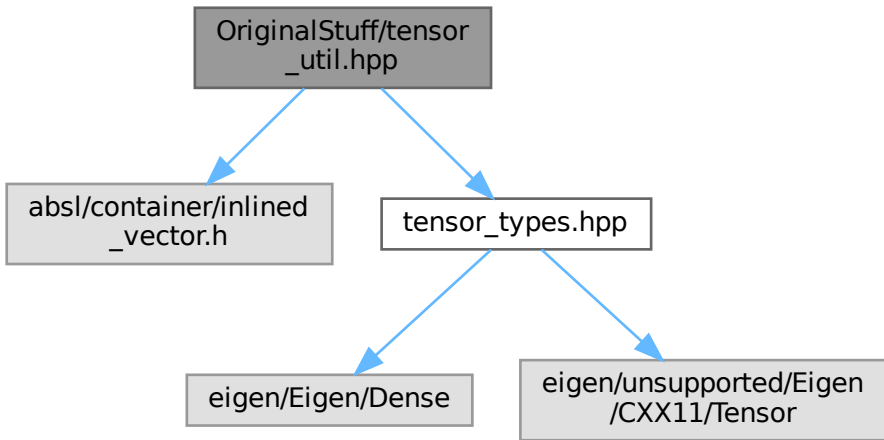 OriginalStuff/tensor
_util.hpp
absl/container/inlined
_vector.h
tensor_types.hpp
eigen/Eigen/Dense
eigen/unsupported/Eigen
/CXX11/Tensor